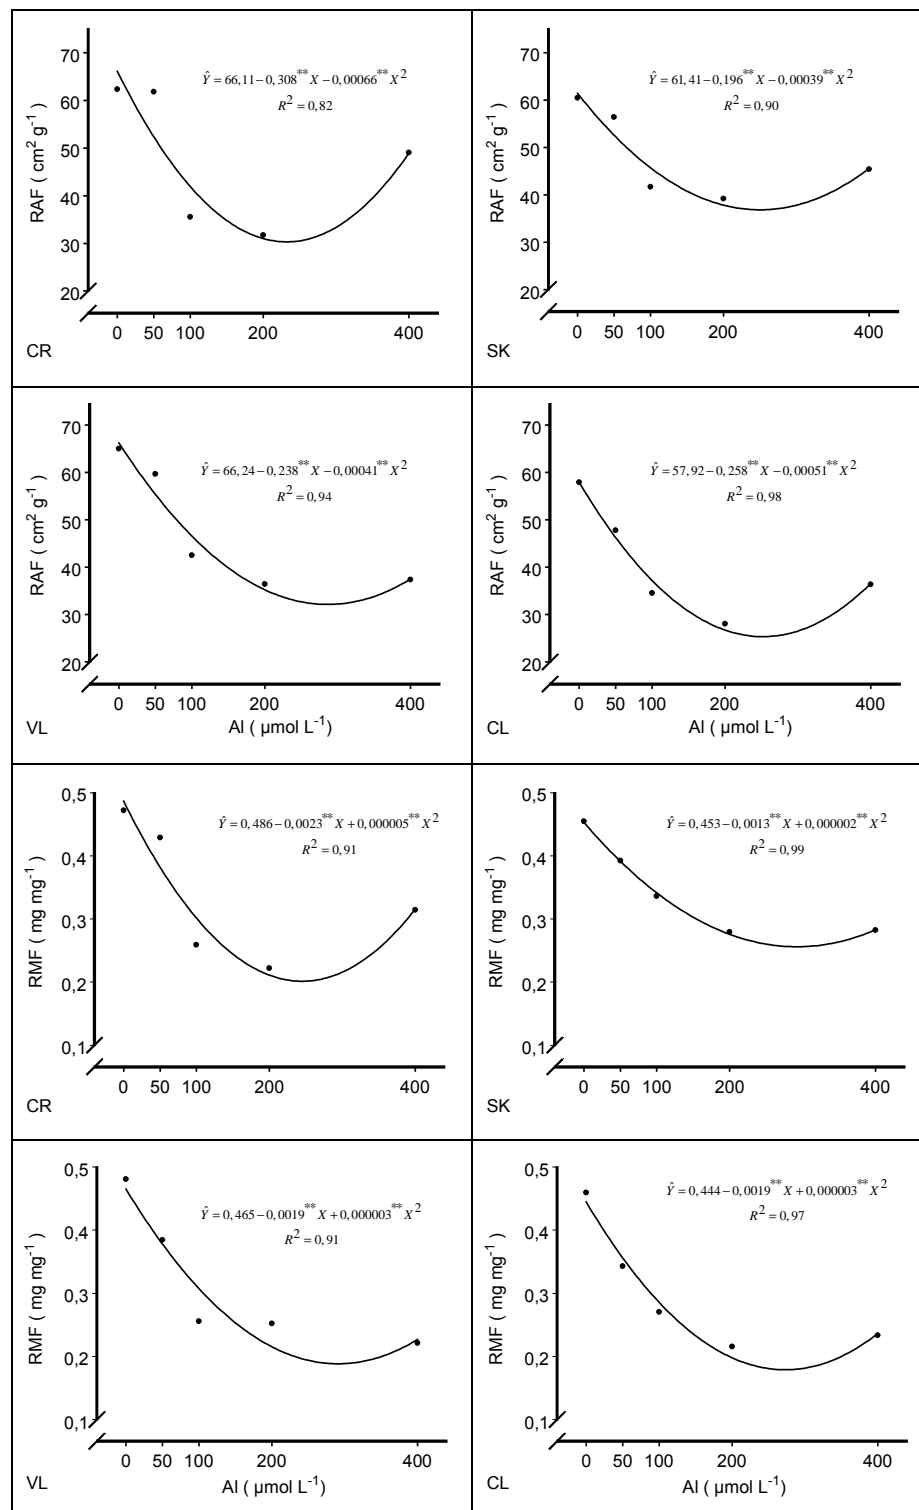 70
60
50
40
30
20
RAF ( cm² g⁻¹ )
Ŷ = 66,11 − 0,308**X − 0,00066**X²
R² = 0,82
0 50 100 200 400
CR
70
60
50
40
30
20
RAF ( cm² g⁻¹ )
Ŷ = 61,41 − 0,196**X − 0,00039**X²
R² = 0,90
0 50 100 200 400
SK
70
60
50
40
30
20
RAF ( cm² g⁻¹ )
Ŷ = 66,24 − 0,238**X − 0,00041**X²
R² = 0,94
0 50 100 200 400
VL
Al ( µmol L⁻¹)
70
60
50
40
30
20
RAF ( cm² g⁻¹ )
Ŷ = 57,92 − 0,258**X − 0,00051**X²
R² = 0,98
0 50 100 200 400
CL
Al ( µmol L⁻¹)
0,5
0,4
0,3
0,2
0,1
RMF ( mg mg⁻¹ )
Ŷ = 0,486 − 0,0023**X + 0,000005**X²
R² = 0,91
0 50 100 200 400
CR
0,5
0,4
0,3
0,2
0,1
RMF ( mg mg⁻¹ )
Ŷ = 0,453 − 0,0013**X + 0,000002**X²
R² = 0,99
0 50 100 200 400
SK
0,5
0,4
0,3
0,2
0,1
RMF ( mg mg⁻¹ )
Ŷ = 0,465 − 0,0019**X + 0,000003**X²
R² = 0,91
0 50 100 200 400
VL
Al ( µmol L⁻¹)
0,5
0,4
0,3
0,2
0,1
RMF ( mg mg⁻¹ )
Ŷ = 0,444 − 0,0019**X + 0,000003**X²
R² = 0,97
0 50 100 200 400
CL
Al ( µmol L⁻¹)